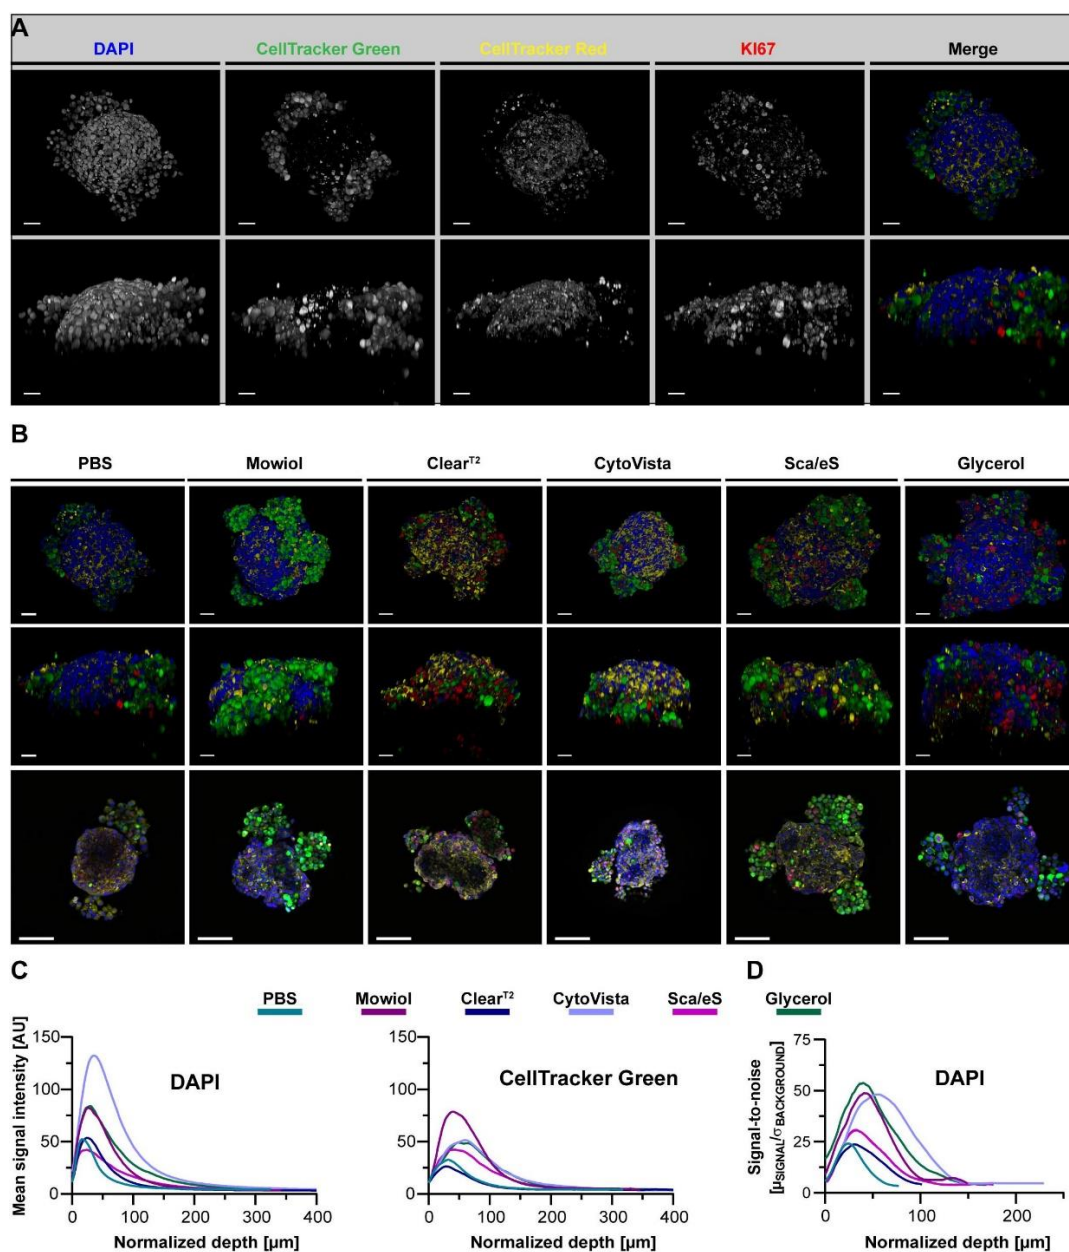 A
DAPI CellTracker Green CellTracker Red KI67 Merge
B
PBS Mowiol Clear^T2 CytoVista Sca/eS Glycerol
C D
PBS Mowiol Clear^T2 CytoVista Sca/eS Glycerol
Mean signal intensity [AU]
150
100
50
0
DAPI
0 100 200 300 400
Normalized depth [µm]
150
100
50
0
CellTracker Green
0 100 200 300 400
Normalized depth [µm]
Signal-to-noise
[µSIGNAL/σBACKGROUND]
75
50
25
0
DAPI
0 100 200
Normalized depth [µm]